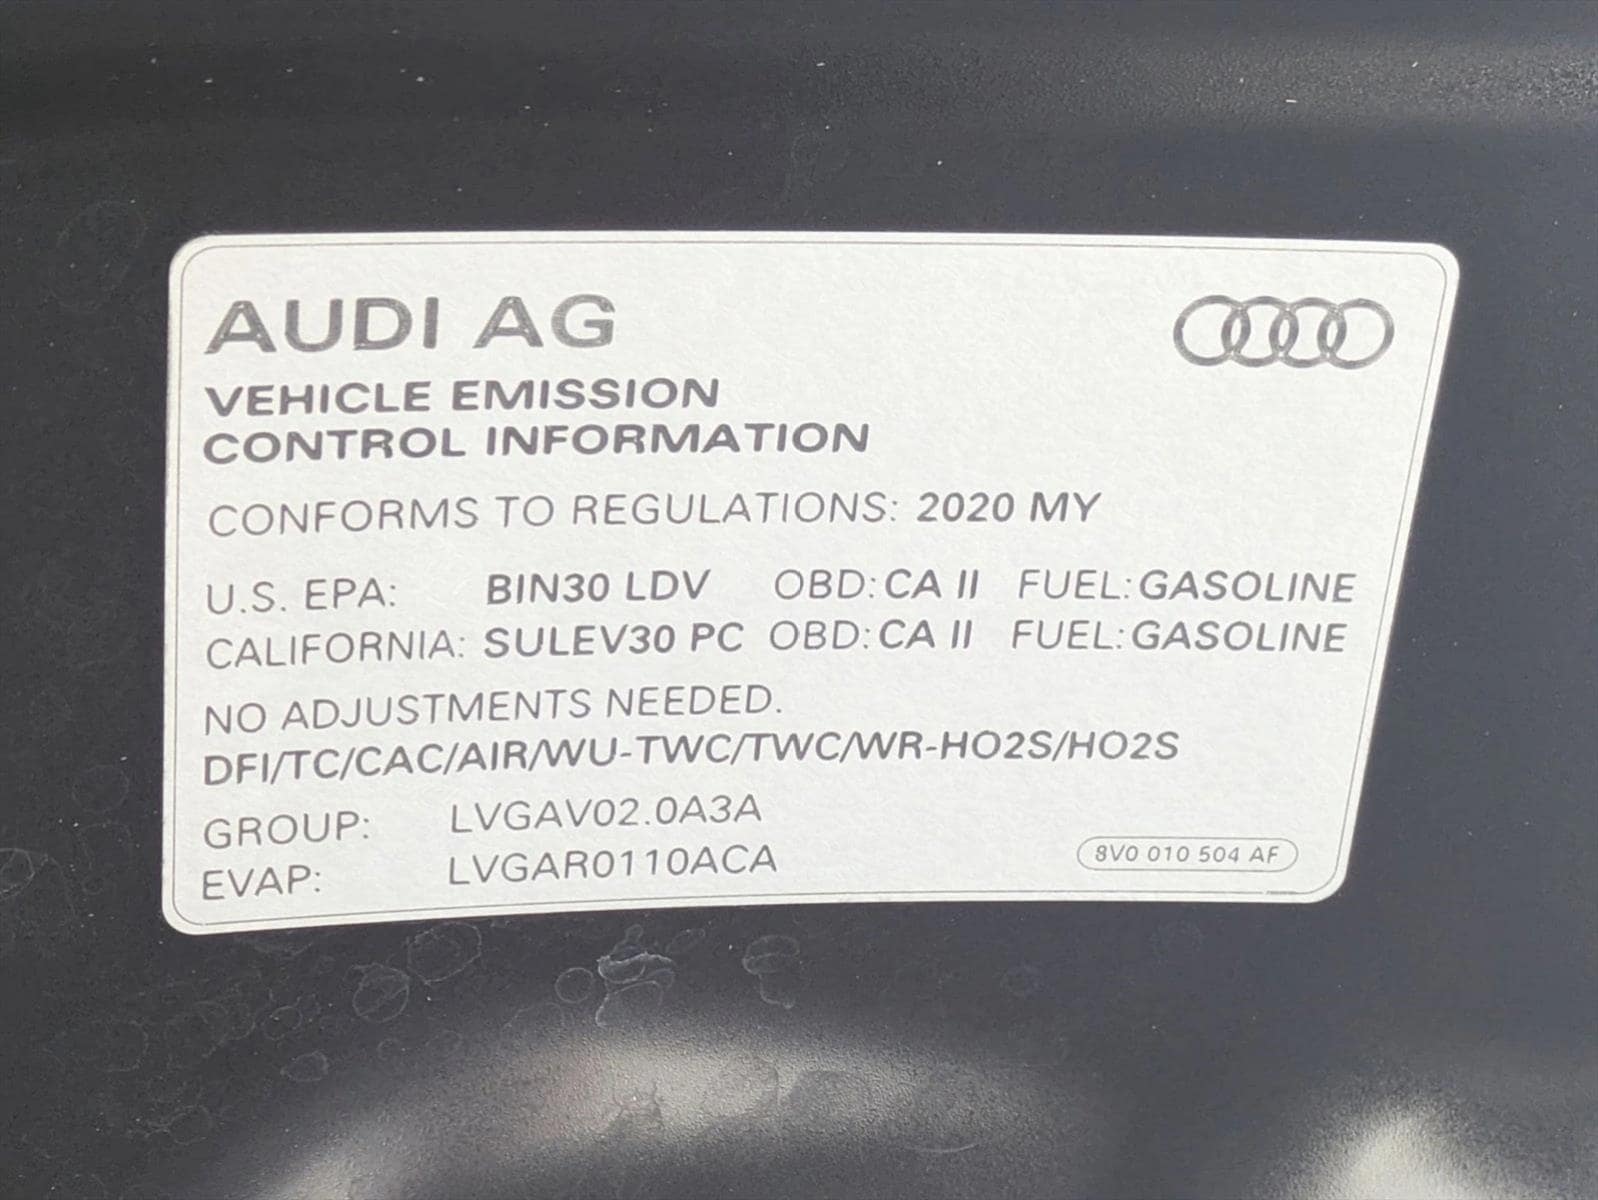 AUDI AG
VEHICLE EMISSION
CONTROL INFORMATION
CONFORMS TO REGULATIONS: 2020 MY
U.S. EPA: BIN30 LDV OBD: CA II FUEL: GASOLINE
CALIFORNIA: SULEV30 PC OBD: CA II FUEL: GASOLINE
NO ADJUSTMENTS NEEDED.
DFI/TC/CAC/AIR/WU-TWC/TWC/WR-HO2S/HO2S
GROUP: LVGAV02.0A3A
EVAP: LVGAR0110ACA
8V0 010 504 AF